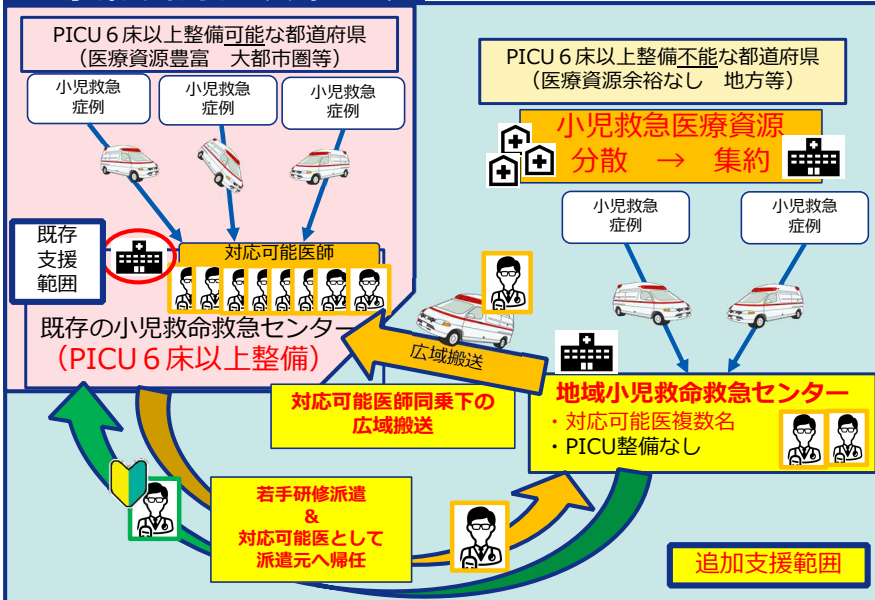 PICU６床以上整備可能な都道府県
（医療資源豊富　大都市圏等）
小児救急
症例
小児救急
症例
小児救急
症例
既存
支援
範囲
対応可能医師
既存の小児救命救急センター
（PICU６床以上整備）
PICU６床以上整備不能な都道府県
（医療資源余裕なし　地方等）
小児救急医療資源
分散　→　集約
小児救急
症例
小児救急
症例
広域搬送
対応可能医師同乗下の
広域搬送
地域小児救命救急センター
・対応可能医複数名
・PICU整備なし
若手研修派遣
＆
対応可能医として
派遣元へ帰任
追加支援範囲